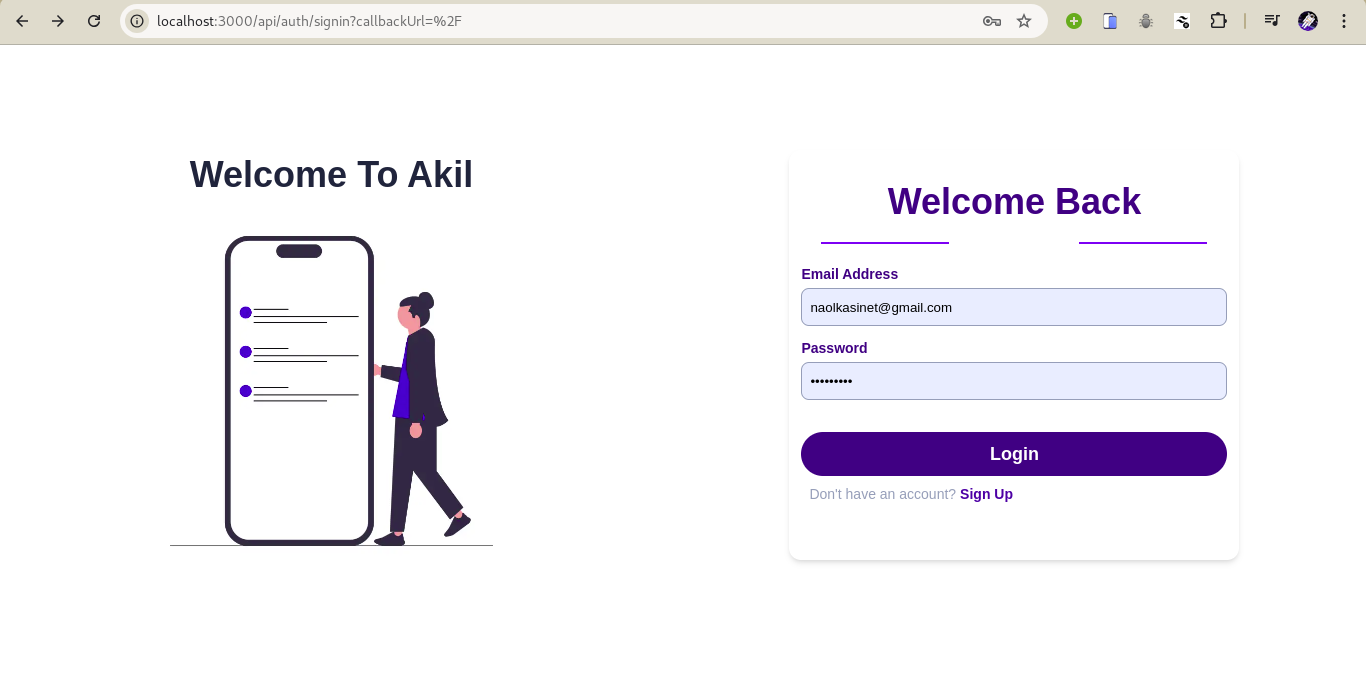 localhost:3000/api/auth/signin?callbackUrl=%2F
Welcome To Akil
Welcome Back
Email Address
naolkasinet@gmail.com
Password
•••••••••
Login
Don't have an account? Sign Up